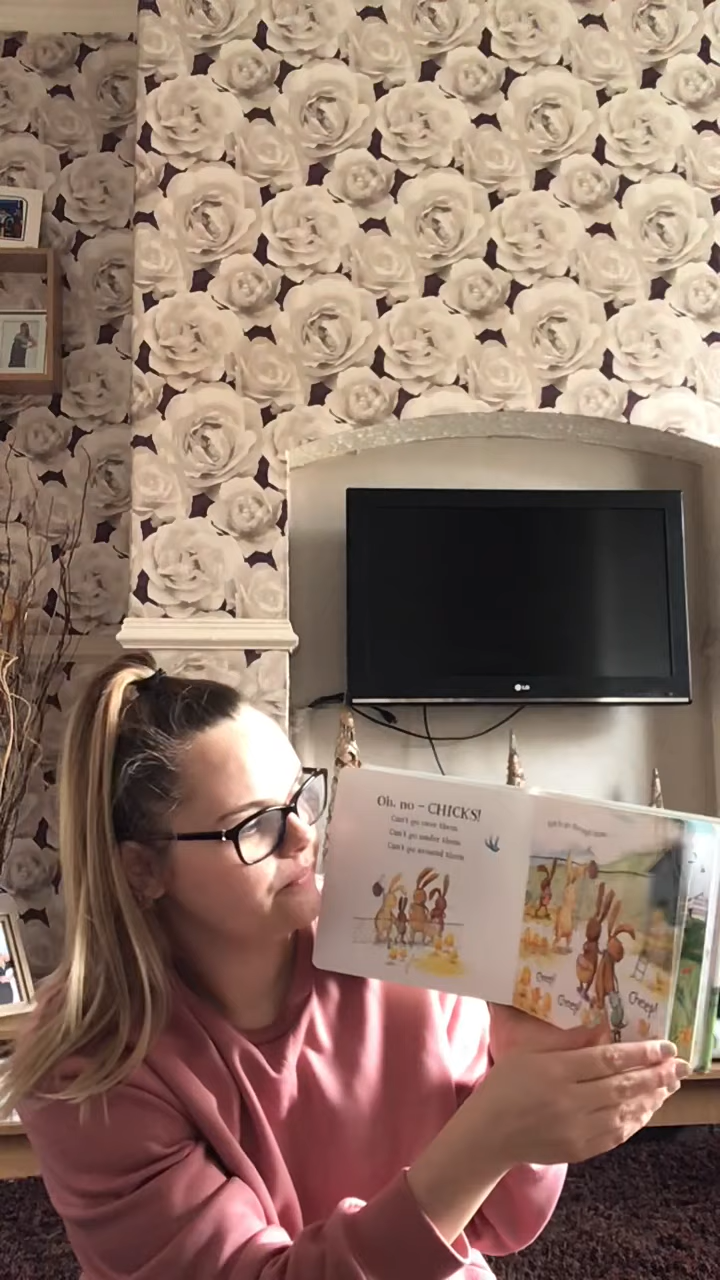 LG
Oh, no – CHICKS!
Can't go over them.
Can't go under them.
Can't go around them.
Cheep!
Cheep!
Cheep!